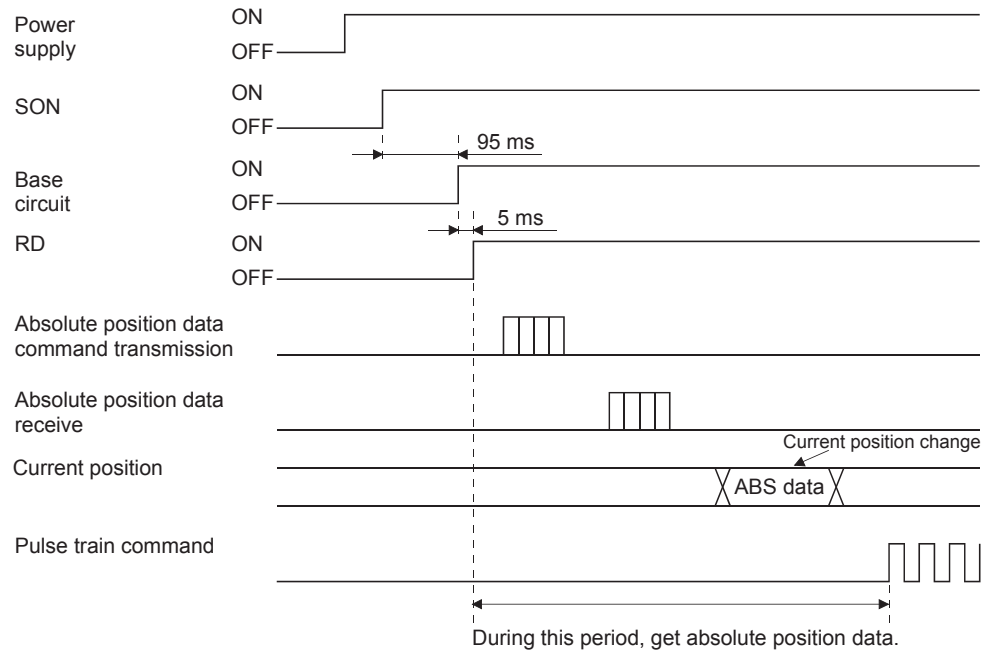 Power
supply
ON
OFF
SON
ON
OFF
95 ms
Base
circuit
ON
OFF
5 ms
RD
ON
OFF
Absolute position data
command transmission
Absolute position data
receive
Current position change
Current position
ABS data
Pulse train command
During this period, get absolute position data.